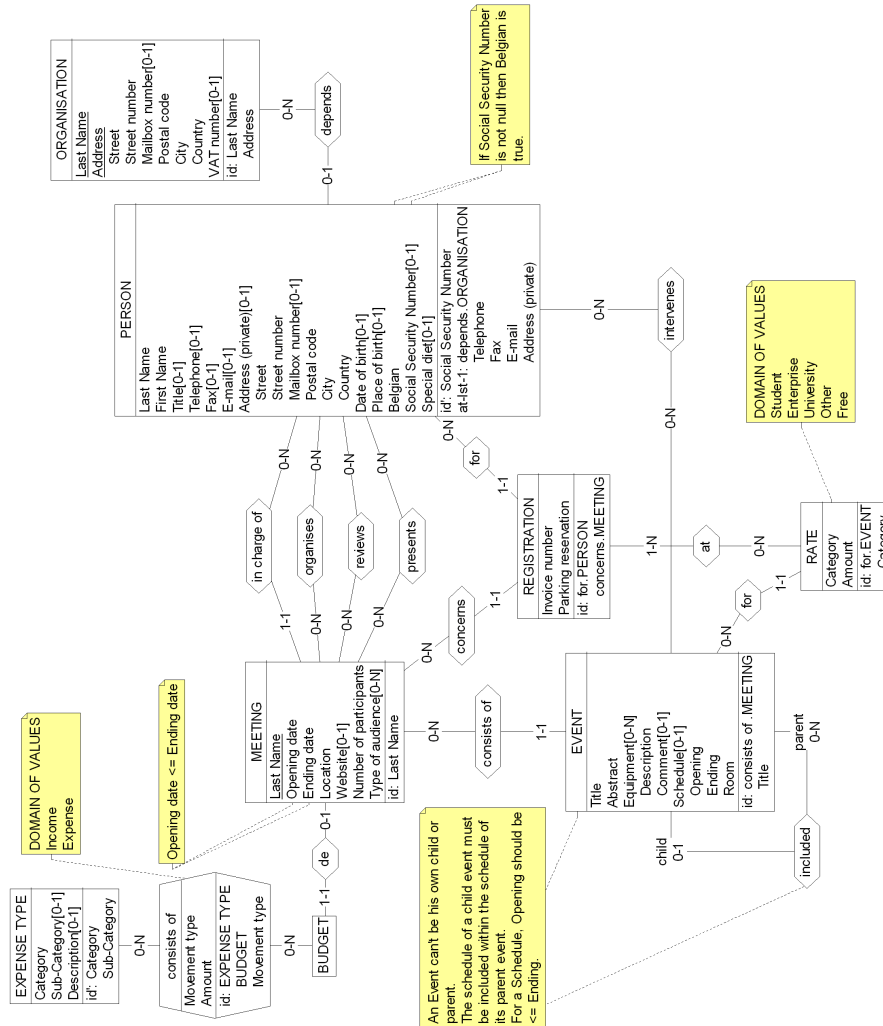 ORGANISATION
Last Name
Address
Street
Street number
Mailbox number[0-1]
Postal code
City
Country
VAT number[0-1]
id: Last Name
Address
0-N
depends
0-1
If Social Security Number
is not null then Belgian is
true.
PERSON
Last Name
First Name
Title[0-1]
Telephone[0-1]
Fax[0-1]
E-mail[0-1]
Address (private)[0-1]
Street
Street number
Mailbox number[0-1]
Postal code
City
Country
Date of birth[0-1]
Place of birth[0-1]
Belgian
Social Security Number[0-1]
Special diet[0-1]
id': Social Security Number
at-lst-1: depends.ORGANISATION
Telephone
Fax
E-mail
Address (private)
0-N
intervenes
0-N
0-N
in charge of
1-1
0-N
organises
0-N
0-N
reviews
0-N
0-N
presents
0-N
0-N
for
1-1
REGISTRATION
Invoice number
Parking reservation
id: for.PERSON
concerns.MEETING
1-1
concerns
0-N
1-N
at
0-N
DOMAIN OF VALUES
Student
Enterprise
University
Other
Free
RATE
Category
Amount
id: for.EVENT
Category
1-1
for
0-N
MEETING
Last Name
Opening date
Ending date
Location
Website[0-1]
Number of participants
Type of audience[0-N]
id: Last Name
0-N
consists of
1-1
EVENT
Title
Abstract
Equipment[0-N]
Description
Comment[0-1]
Schedule[0-1]
Opening
Ending
Room
id: consists of.MEETING
Title
child
0-1
parent
0-N
included
DOMAIN OF VALUES
Income
Expense
Opening date <= Ending date
EXPENSE TYPE
Category
Sub-Category[0-1]
Description[0-1]
id': Category
Sub-Category
0-N
consists of
Movement type
Amount
id: EXPENSE TYPE
BUDGET
Movement type
0-N
BUDGET
1-1
de
0-1
An Event can't be his own child or
parent.
The schedule of a child event must
be included within the schedule of
its parent event.
For a Schedule, Opening should be
<= Ending.